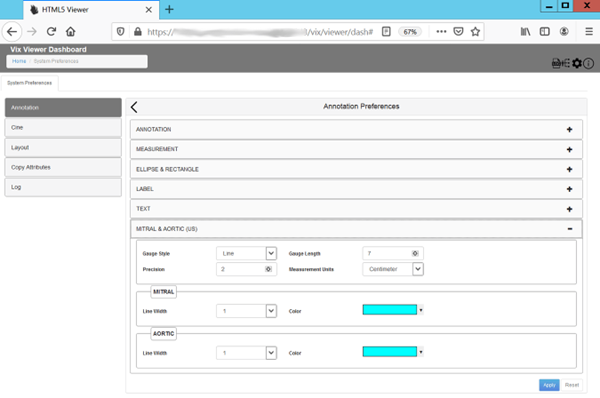 HTML5 Viewer
https:// /vix/viewer/dash# 67%
Vix Viewer Dashboard
Home / System Preferences
System Preferences
Annotation
Cine
Layout
Copy Attributes
Log
Annotation Preferences
ANNOTATION
MEASUREMENT
ELLIPSE & RECTANGLE
LABEL
TEXT
MITRAL & AORTIC (US)
Gauge Style Line Gauge Length 7
Precision 2 Measurement Units Centimeter
MITRAL
Line Width 1 Color
AORTIC
Line Width 1 Color
Apply Reset